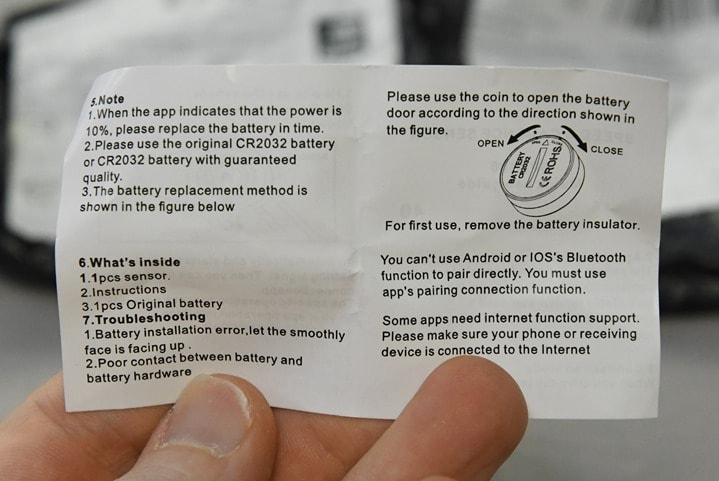 5.Note
1.When the app indicates that the power is
10%, please replace the battery in time.
2.Please use the original CR2032 battery
or CR2032 battery with guaranteed
quality.
3.The battery replacement method is
shown in the figure below
6.What's inside
1.1pcs sensor.
2.Instructions
3.1pcs Original battery
7.Troubleshooting
1.Battery installation error,let the smoothly
face is facing up .
2.Poor contact between battery and
battery hardware
Please use the coin to open the battery
door according to the direction shown in
the figure.
OPEN
CLOSE
BATTERY
CR2032
CE ROHS
For first use, remove the battery insulator.
You can't use Android or IOS's Bluetooth
function to pair directly. You must use
app's pairing connection function.
Some apps need internet function support.
Please make sure your phone or receiving
device is connected to the Internet